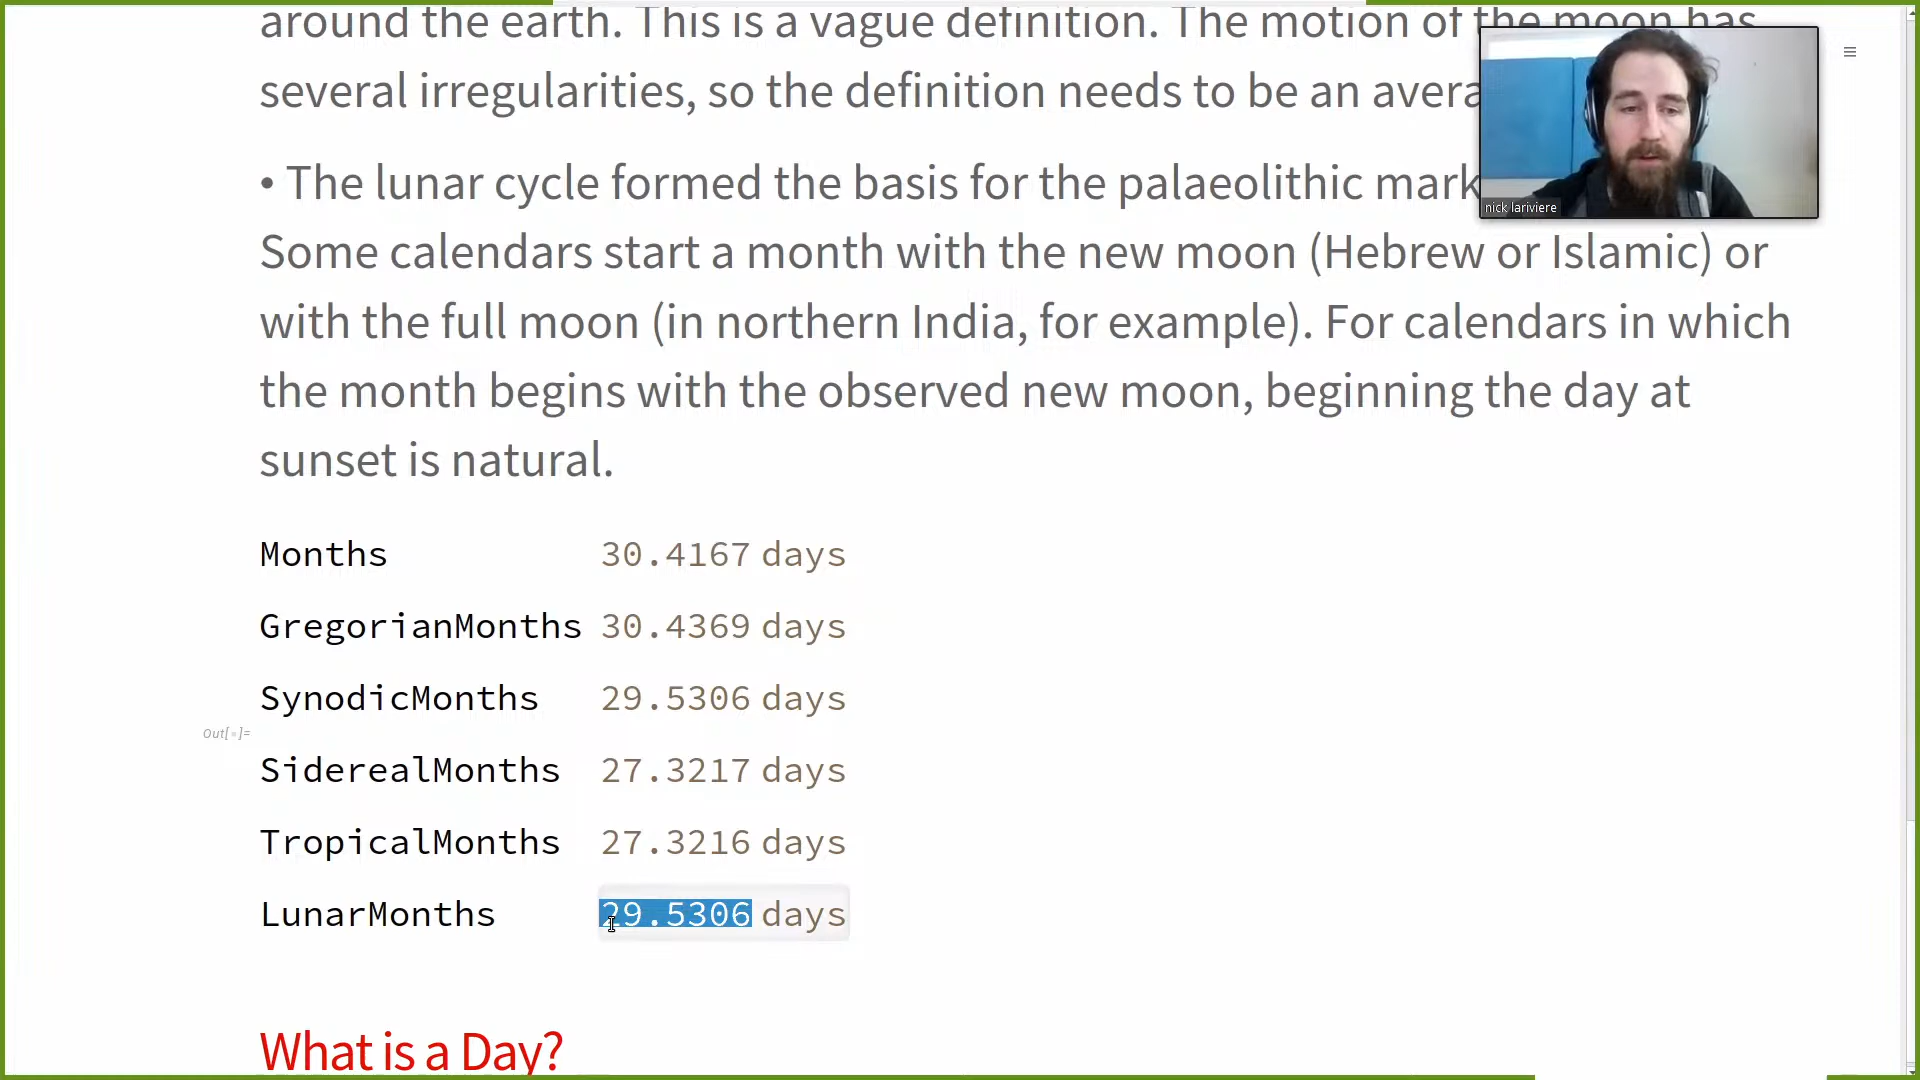 around the earth. This is a vague definition. The motion of the moon has
several irregularities, so the definition needs to be an avera
nick lariviere
• The lunar cycle formed the basis for the palaeolithic mark
Some calendars start a month with the new moon (Hebrew or Islamic) or
with the full moon (in northern India, for example). For calendars in which
the month begins with the observed new moon, beginning the day at
sunset is natural.
Months 30.4167 days
GregorianMonths 30.4369 days
SynodicMonths 29.5306 days
Out[ ]=
SiderealMonths 27.3217 days
TropicalMonths 27.3216 days
LunarMonths 29.5306 days
What is a Day?